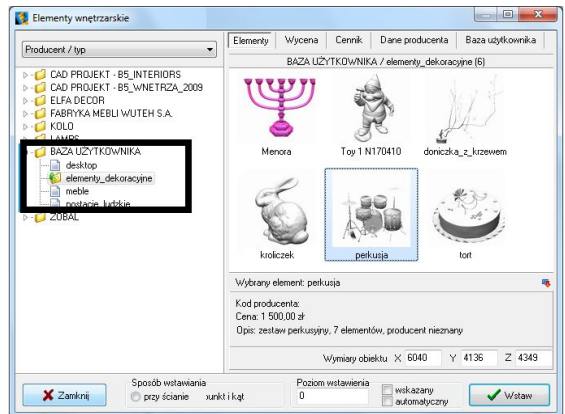 Elementy wnętrzarskie
Producent / typ
CAD PROJEKT - B5_INTERIORS
CAD PROJEKT - B5_WNETRZA_2009
ELFA DECOR
FABRYKA MEBLI WUTEH S.A.
KOLO
LAMPS
BAZA UŻYTKOWNIKA
desktop
elementy_dekoracyjne
meble
postacie_ludzkie
ZOBAL
Elementy Wycena Cennik Dane producenta Baza użytkownika
BAZA UŻYTKOWNIKA / elementy_dekoracyjne (6)
Menora Toy 1 N170410 doniczka_z_krzewem
kroliczek perkusja tort
Wybrany element: perkusja
Kod producenta:
Cena: 1 500,00 zł
Opis: zestaw perkusyjny, 7 elementów, producent nieznany
Wymiary obiektu X 6040 Y 4136 Z 4349
Zamknij
Sposób wstawiania
przy ścianie punkt i kąt
Poziom wstawienia
0
wskazany
automatyczny
Wstaw